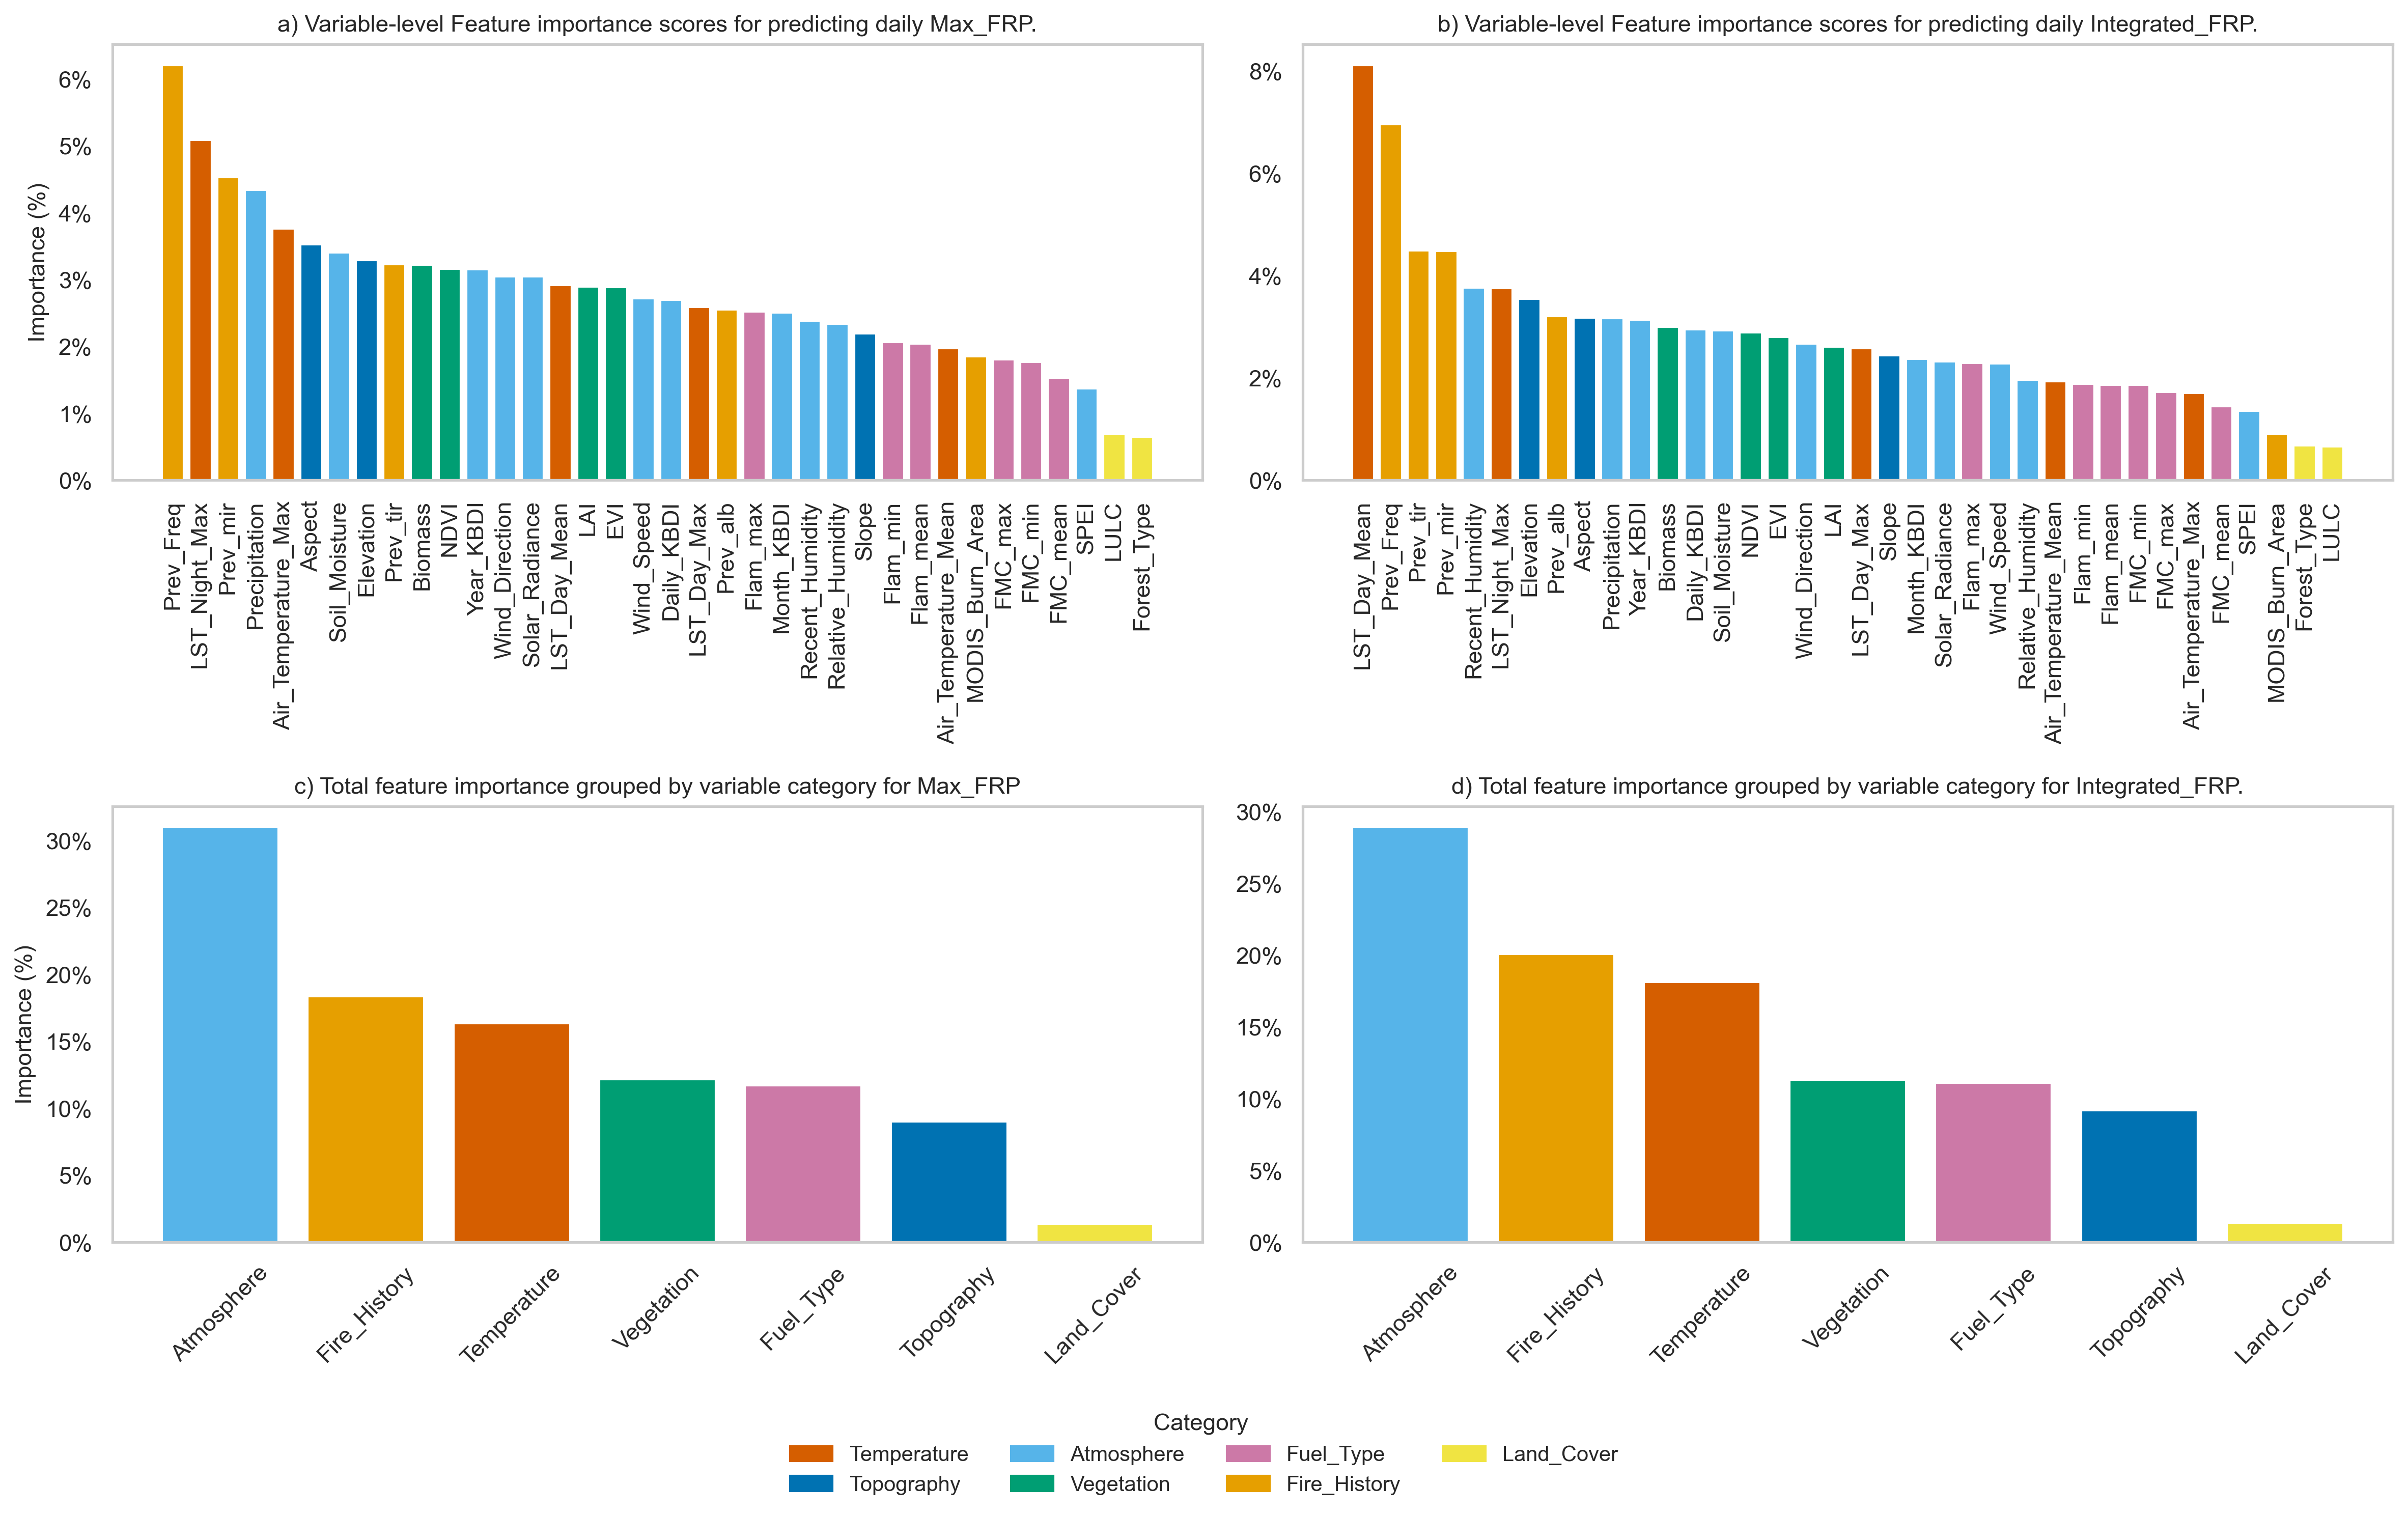 a) Variable-level Feature importance scores for predicting daily Max_FRP.
Importance (%)
6%
5%
4%
3%
2%
1%
0%
Prev_Freq
LST_Night_Max
Prev_mir
Precipitation
Air_Temperature_Max
Aspect
Soil_Moisture
Elevation
Prev_tir
Biomass
NDVI
Year_KBDI
Wind_Direction
Solar_Radiance
LST_Day_Mean
LAI
EVI
Wind_Speed
Daily_KBDI
LST_Day_Max
Prev_alb
Flam_max
Month_KBDI
Recent_Humidity
Relative_Humidity
Slope
Flam_min
Flam_mean
Air_Temperature_Mean
MODIS_Burn_Area
FMC_max
FMC_min
FMC_mean
SPEI
LULC
Forest_Type
b) Variable-level Feature importance scores for predicting daily Integrated_FRP.
8%
6%
4%
2%
0%
LST_Day_Mean
Prev_Freq
Prev_tir
Prev_mir
Recent_Humidity
LST_Night_Max
Elevation
Prev_alb
Aspect
Precipitation
Year_KBDI
Biomass
Daily_KBDI
Soil_Moisture
NDVI
EVI
Wind_Direction
LAI
LST_Day_Max
Slope
Month_KBDI
Solar_Radiance
Flam_max
Wind_Speed
Relative_Humidity
Air_Temperature_Mean
Flam_min
Flam_mean
FMC_min
FMC_max
Air_Temperature_Max
FMC_mean
SPEI
MODIS_Burn_Area
Forest_Type
LULC
c) Total feature importance grouped by variable category for Max_FRP
Importance (%)
30%
25%
20%
15%
10%
5%
0%
Atmosphere
Fire_History
Temperature
Vegetation
Fuel_Type
Topography
Land_Cover
d) Total feature importance grouped by variable category for Integrated_FRP.
30%
25%
20%
15%
10%
5%
0%
Atmosphere
Fire_History
Temperature
Vegetation
Fuel_Type
Topography
Land_Cover
Category
Temperature
Atmosphere
Fuel_Type
Land_Cover
Topography
Vegetation
Fire_History